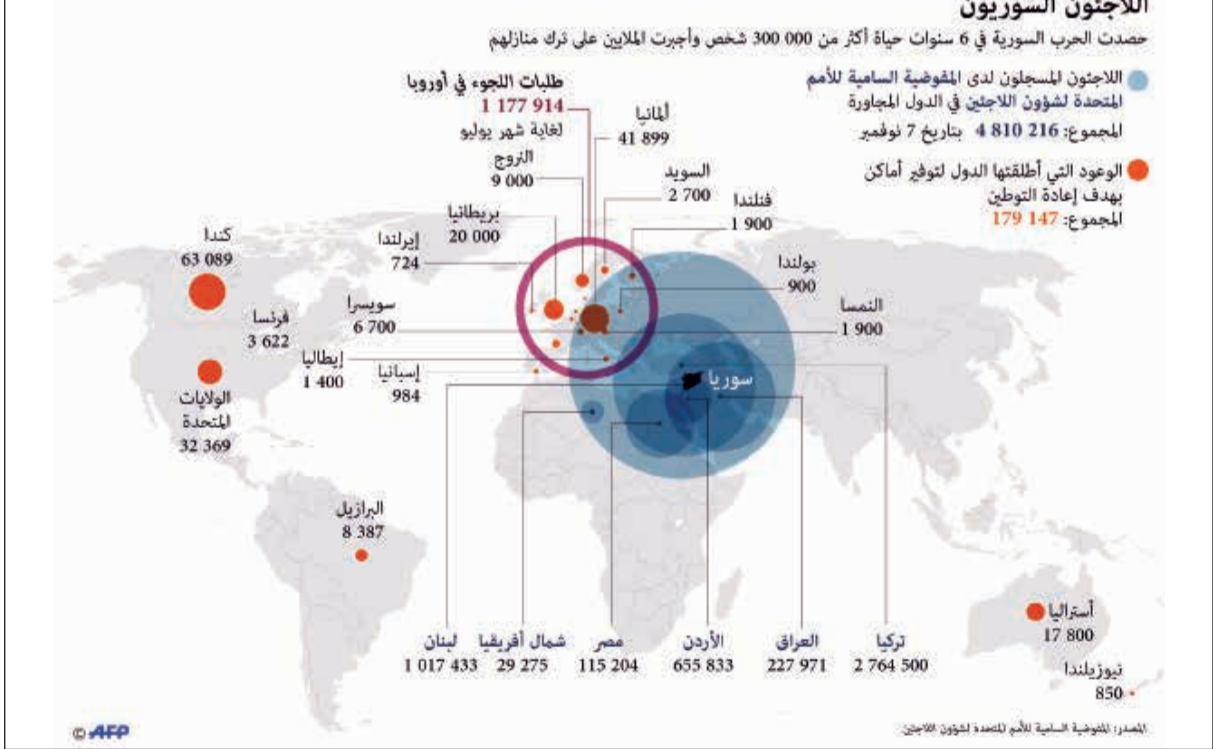 اللاجئون السوريون
حصدت الحرب السورية في 6 سنوات حياة أكثر من 000 300 شخص وأجبرت الملايين على ترك منازلهم
اللاجئون المسجلون لدى المفوضية السامية للأمم
المتحدة لشؤون اللاجئين في الدول المجاورة
المجموع: 216 810 4 بتاريخ 7 نوفمبر
الوعود التي أطلقتها الدول لتوفير أماكن
بهدف إعادة التوطين
المجموع: 147 179
طلبات اللجوء في أوروبا
1 177 914
لغاية شهر يوليو
ألمانيا
41 899
النروج
9 000
السويد
2 700
فنلندا
1 900
بريطانيا
20 000
إيرلندا
724
كندا
63 089
بولندا
900
النمسا
1 900
سويسرا
6 700
فرنسا
3 622
إيطاليا
1 400
إسبانيا
984
سوريا
الولايات
المتحدة
32 369
البرازيل
8 387
تركيا
2 764 500
العراق
227 971
الأردن
655 833
مصر
115 204
شمال أفريقيا
29 275
لبنان
1 017 433
أستراليا
17 800
نيوزيلندا
850
المصدر: المفوضية السامية للأمم المتحدة لشؤون اللاجئين
© AFP